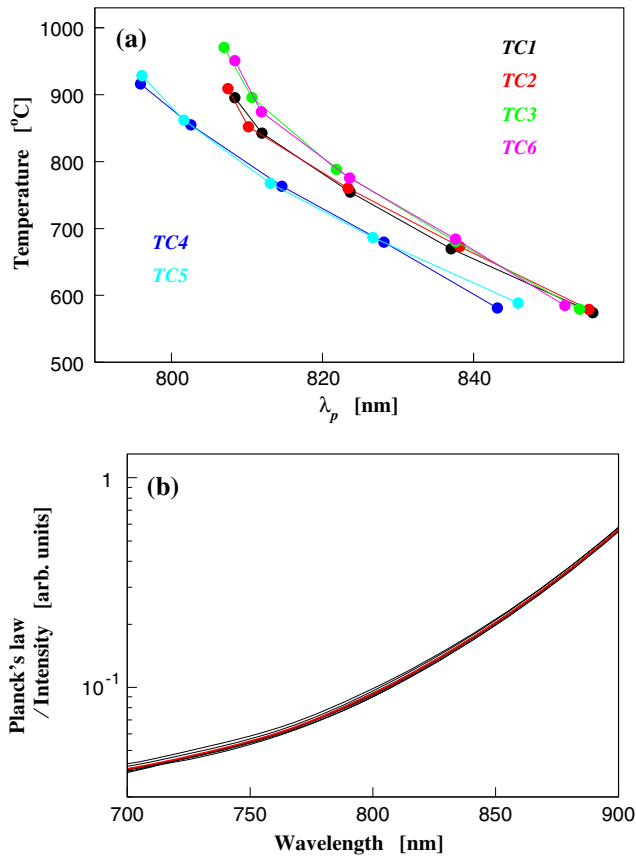 (a)
TC1
TC2
TC3
TC6
TC4
TC5
Temperature [°C]
1000
900
800
700
600
500
800 820 840
λp [nm]
(b)
Planck's law
/ Intensity [arb. units]
1
10⁻¹
700 750 800 850 900
Wavelength [nm]